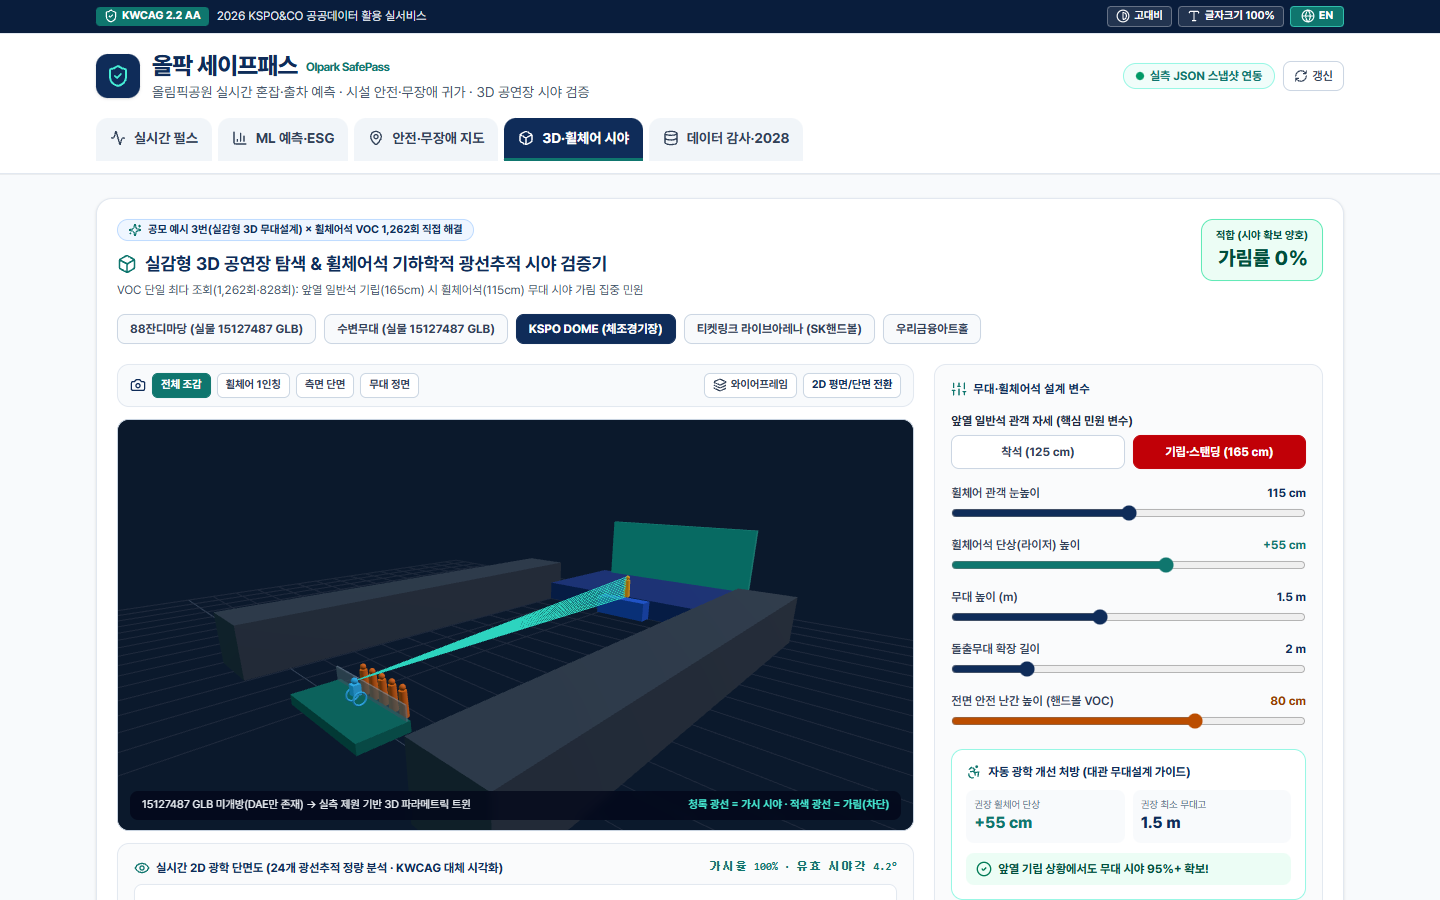 KWCAG 2.2 AA 2026 KSPO&CO 공공데이터 활용 실서비스 고대비 글자크기 100% EN
올팍 세이프패스 Olpark SafePass
올림픽공원 실시간 혼잡·출차 예측 · 시설 안전·무장애 귀가 · 3D 공연장 시야 검증
실측 JSON 스냅샷 연동 갱신
실시간 펄스 ML 예측·ESG 안전·무장애 지도 3D·휠체어 시야 데이터 감사·2028
공모 예시 3번(실감형 3D 무대설계) × 휠체어석 VOC 1,262회 직접 해결
실감형 3D 공연장 탐색 & 휠체어석 기하학적 광선추적 시야 검증기
VOC 단일 최다 조회(1,262회·828회): 앞열 일반석 기립(165cm) 시 휠체어석(115cm) 무대 시야 가림 집중 민원
적합 (시야 확보 양호)
가림률 0%
88잔디마당 (실물 15127487 GLB) 수변무대 (실물 15127487 GLB) KSPO DOME (체조경기장) 티켓링크 라이브아레나 (SK핸드볼) 우리금융아트홀
전체 조감 휠체어 1인칭 측면 단면 무대 정면 와이어프레임 2D 평면/단면 전환
15127487 GLB 미개방(DAE만 존재) → 실측 제원 기반 3D 파라메트릭 트윈 청록 광선 = 가시 시야 · 적색 광선 = 가림(차단)
실시간 2D 광학 단면도 (24개 광선추적 정량 분석 · KWCAG 대체 시각화) 가시율 100% · 유효 시야각 4.2°
무대·휠체어석 설계 변수
앞열 일반석 관객 자세 (핵심 민원 변수)
착석 (125 cm) 기립·스탠딩 (165 cm)
휠체어 관객 눈높이 115 cm
휠체어석 단상(라이저) 높이 +55 cm
무대 높이 (m) 1.5 m
돌출무대 확장 길이 2 m
전면 안전 난간 높이 (핸드볼 VOC) 80 cm
자동 광학 개선 처방 (대관 무대설계 가이드)
권장 휠체어 단상 권장 최소 무대고
+55 cm 1.5 m
앞열 기립 상황에서도 무대 시야 95%+ 확보!